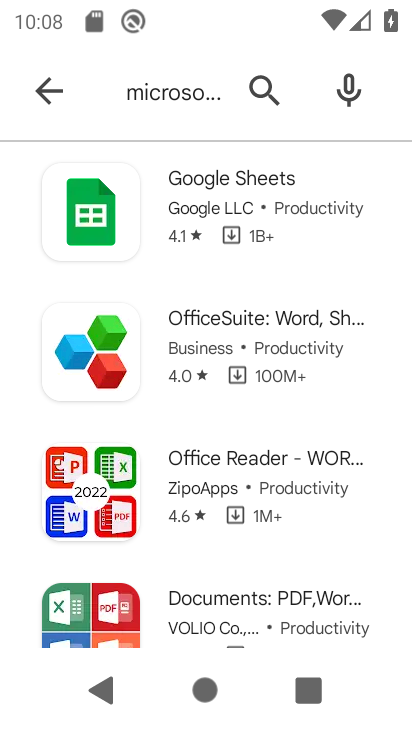 10:08
microso...
Google Sheets
Google LLC • Productivity
4.1★ 1B+
OfficeSuite: Word, Sh...
Business • Productivity
4.0 ★ 100M+
P X
2022
W PDF
Office Reader - WOR...
ZipoApps • Productivity
4.6 ★ 1M+
X PDF
Documents: PDF,Wor...
VOLIO Co.,... • Productivity